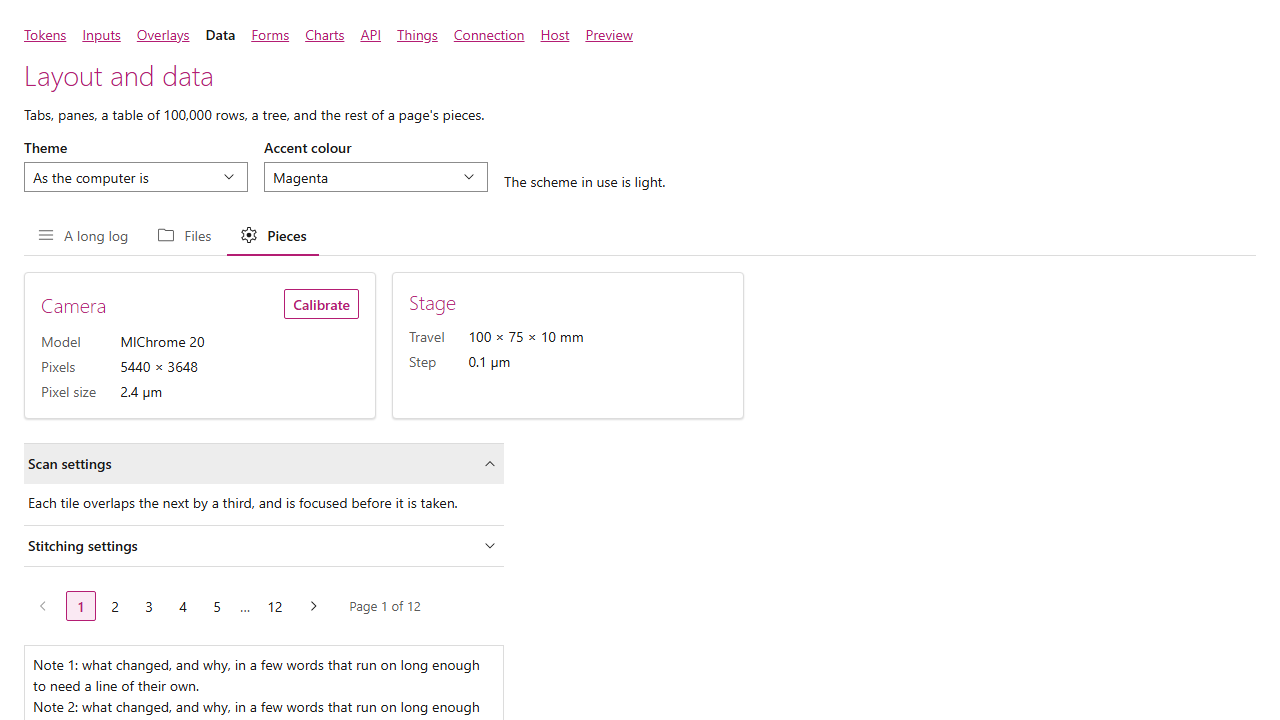 Tokens Inputs Overlays Data Forms Charts API Things Connection Host Preview
Layout and data
Tabs, panes, a table of 100,000 rows, a tree, and the rest of a page's pieces.
Theme Accent colour
As the computer is Magenta The scheme in use is light.
A long log Files Pieces
Camera Calibrate
Model MIChrome 20
Pixels 5440 × 3648
Pixel size 2.4 µm
Stage
Travel 100 × 75 × 10 mm
Step 0.1 µm
Scan settings
Each tile overlaps the next by a third, and is focused before it is taken.
Stitching settings
1 2 3 4 5 ... 12 Page 1 of 12
Note 1: what changed, and why, in a few words that run on long enough
to need a line of their own.
Note 2: what changed, and why, in a few words that run on long enough